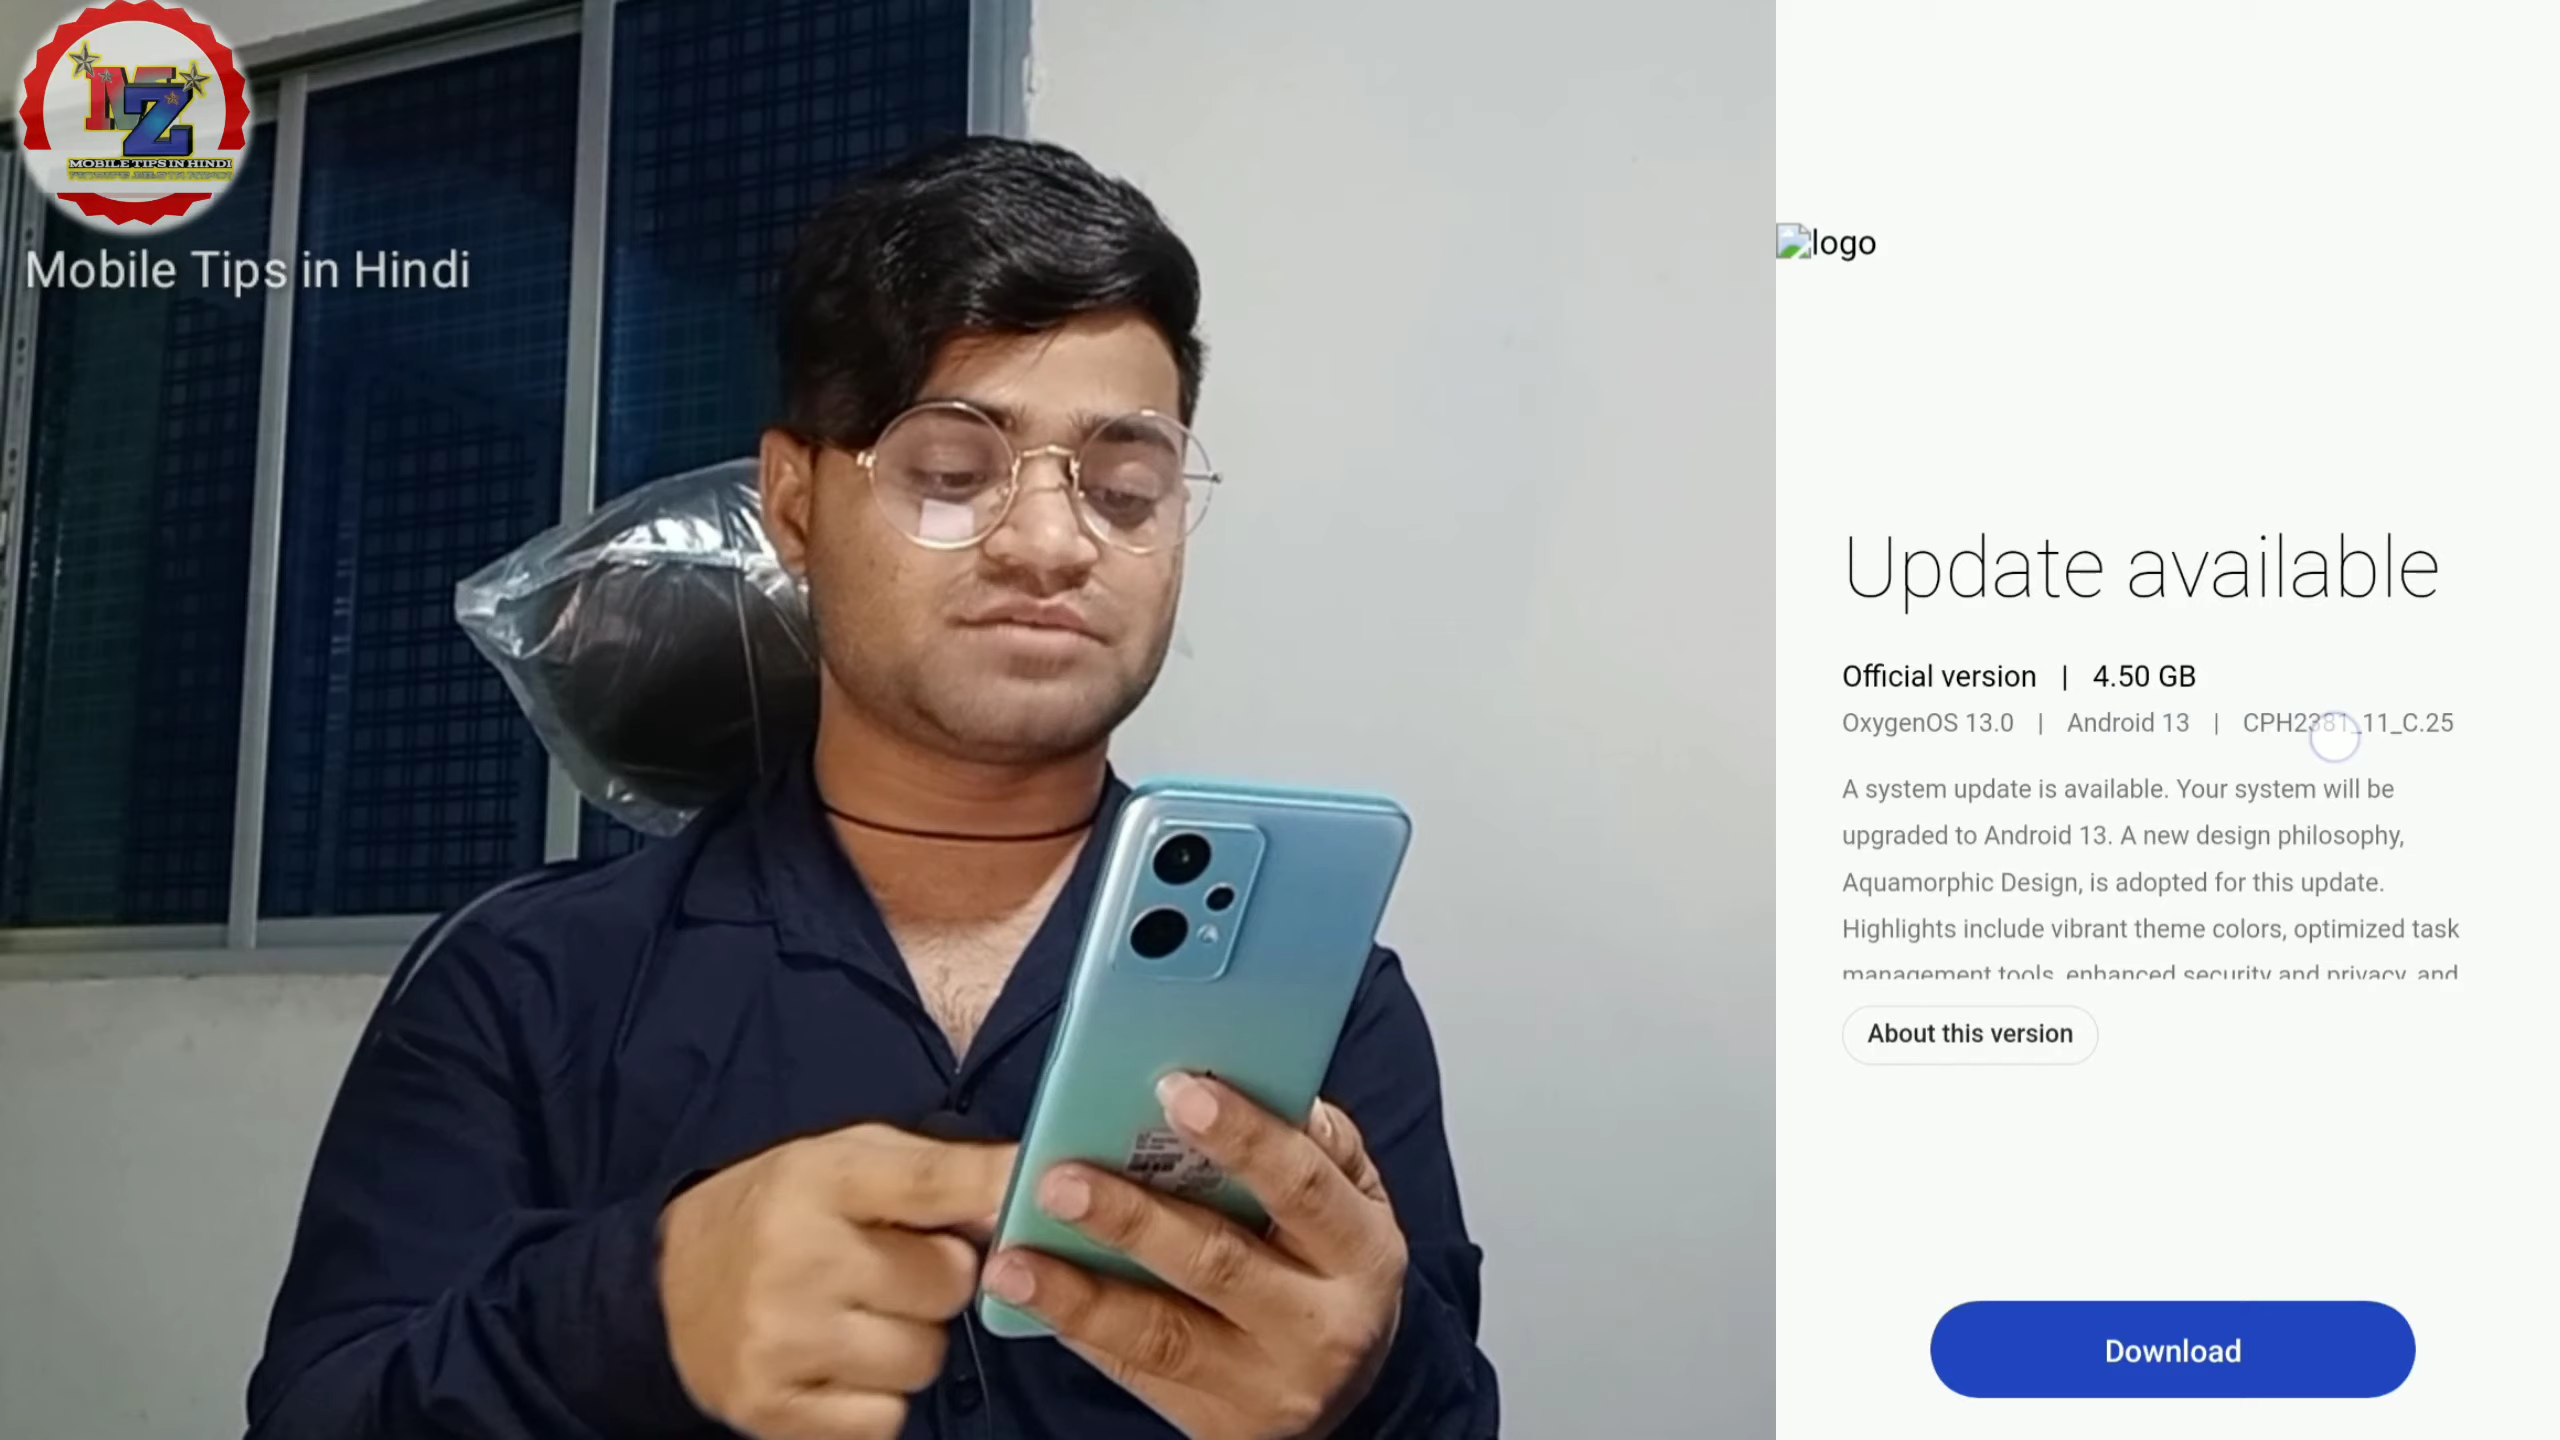 MZ
MOBILE TIPS IN HINDI
Mobile Tips in Hindi
logo
Update available
Official version | 4.50 GB
OxygenOS 13.0 | Android 13 | CPH2381_11_C.25
A system update is available. Your system will be
upgraded to Android 13. A new design philosophy,
Aquamorphic Design, is adopted for this update.
Highlights include vibrant theme colors, optimized task
management tools, enhanced security and privacy, and
About this version
Download